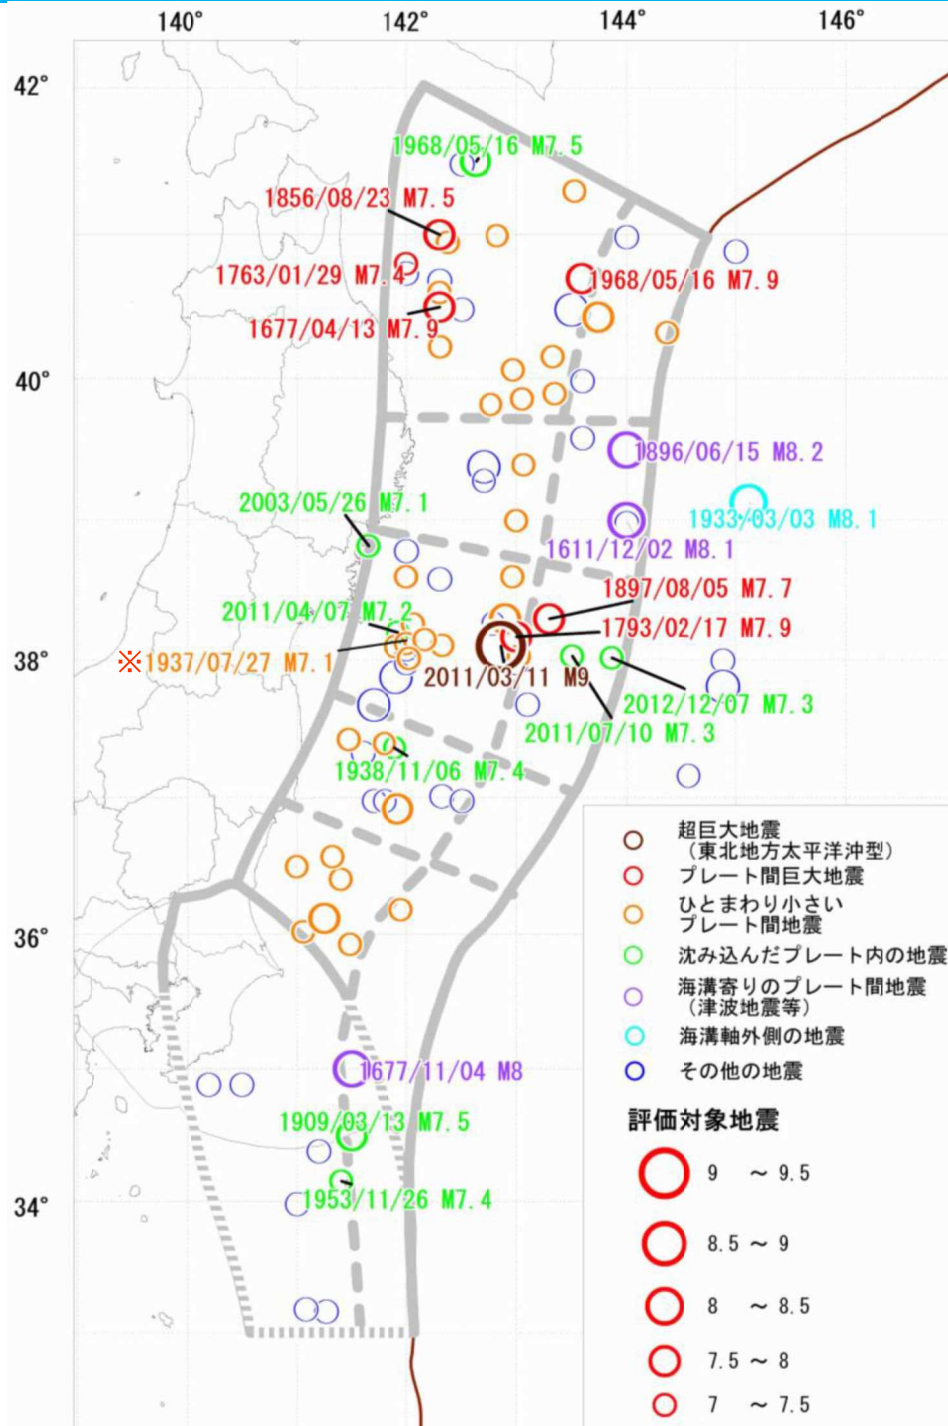 140°
142°
144°
146°
42°
1968/05/16 M7.5
1856/08/23 M7.5
1763/01/29 M7.4
1968/05/16 M7.9
1677/04/13 M7.9
40°
1896/06/15 M8.2
2003/05/26 M7.1
1933/03/03 M8.1
1611/12/02 M8.1
1897/08/05 M7.7
2011/04/07 M7.2
1793/02/17 M7.9
38°
※1937/07/27 M7.1
2011/03/11 M9
2012/12/07 M7.3
2011/07/10 M7.3
1938/11/06 M7.4
超巨大地震
（東北地方太平洋沖型）
プレート間巨大地震
ひとまわり小さい
プレート間地震
36°
沈み込んだプレート内の地震
海溝寄りのプレート間地震
（津波地震等）
海溝軸外側の地震
1677/11/04 M8
その他の地震
1909/03/13 M7.5
評価対象地震
9 ～ 9.5
1953/11/26 M7.4
34°
8.5 ～ 9
8 ～ 8.5
7.5 ～ 8
7 ～ 7.5